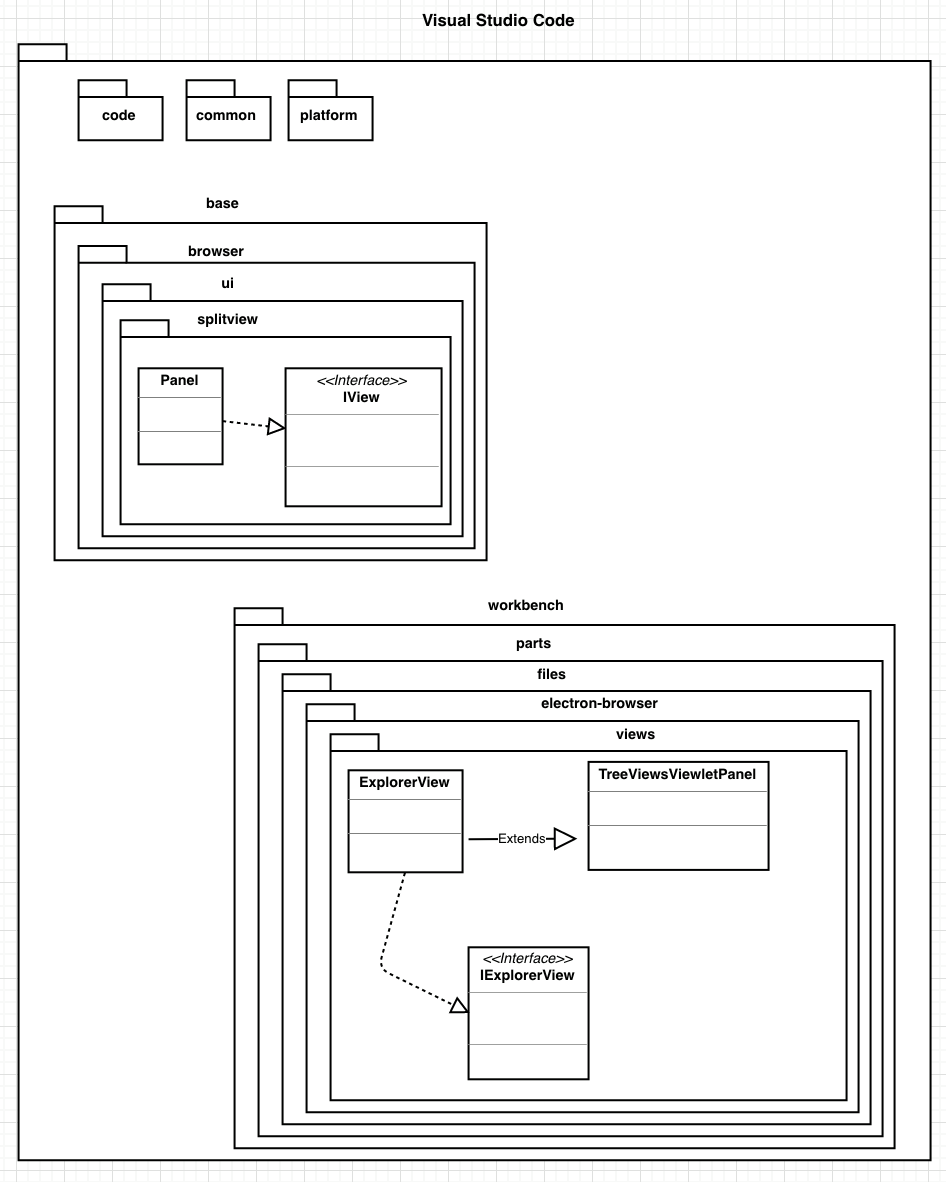 Visual Studio Code
code
common
platform
base
browser
ui
splitview
Panel
<<Interface>>
IView
workbench
parts
files
electron-browser
views
ExplorerView
TreeViewsViewletPanel
Extends
<<Interface>>
IExplorerView